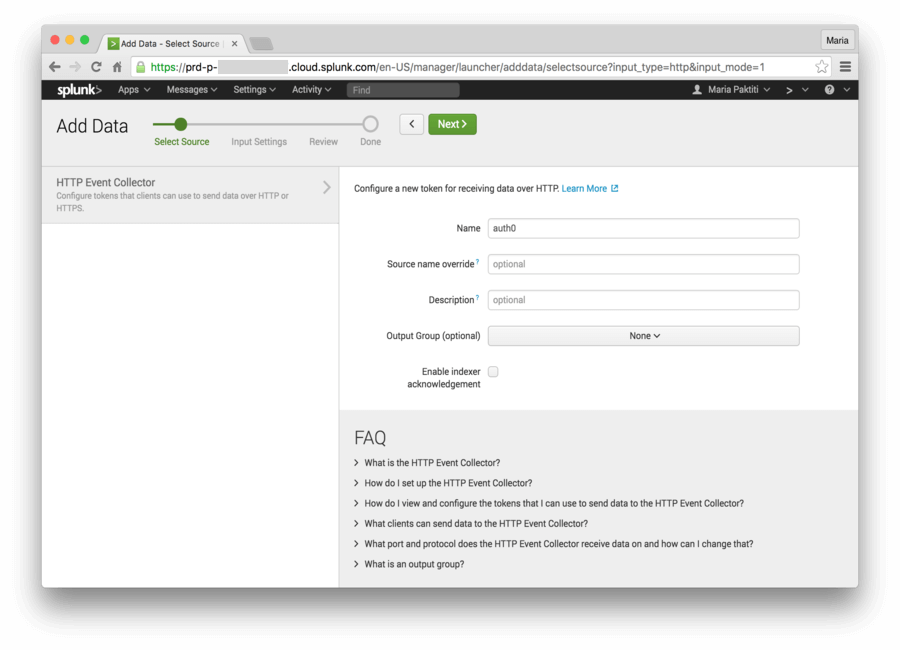 Add Data - Select Source
Maria
https://prd-p-
.cloud.splunk.com/en-US/manager/launcher/adddata/selectsource?input_type=http&input_mode=1
splunk> Apps Messages Settings Activity Find Maria Paktiti > ?
Add Data
Select Source Input Settings Review Done
< Next >
HTTP Event Collector
Configure tokens that clients can use to send data over HTTP or
HTTPS.
Configure a new token for receiving data over HTTP. Learn More
Name auth0
Source name override ? optional
Description ? optional
Output Group (optional) None
Enable indexer
acknowledgement
FAQ
> What is the HTTP Event Collector?
> How do I set up the HTTP Event Collector?
> How do I view and configure the tokens that I can use to send data to the HTTP Event Collector?
> What clients can send data to the HTTP Event Collector?
> What port and protocol does the HTTP Event Collector receive data on and how can I change that?
> What is an output group?